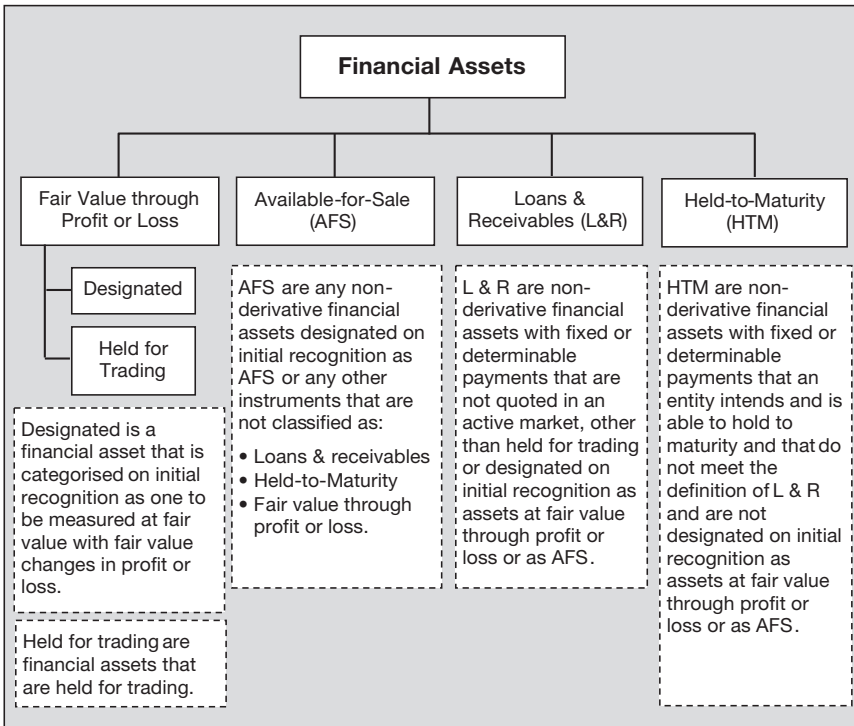 Financial Assets
Fair Value through
Profit or Loss
Designated
Held for
Trading
Designated is a
financial asset that is
categorised on initial
recognition as one to
be measured at fair
value with fair value
changes in profit or
loss.
Held for trading are
financial assets that
are held for trading.
Available-for-Sale
(AFS)
AFS are any non-
derivative financial
assets designated on
initial recognition as
AFS or any other
instruments that are
not classified as:
• Loans & receivables
• Held-to-Maturity
• Fair value through
profit or loss.
Loans &
Receivables (L&R)
L & R are non-
derivative financial
assets with fixed or
determinable
payments that are
not quoted in an
active market, other
than held for trading
or designated on
initial recognition as
assets at fair value
through profit or
loss or as AFS.
Held-to-Maturity
(HTM)
HTM are non-
derivative financial
assets with fixed or
determinable
payments that an
entity intends and is
able to hold to
maturity and that do
not meet the
definition of L & R
and are not
designated on initial
recognition as
assets at fair value
through profit or
loss or as AFS.